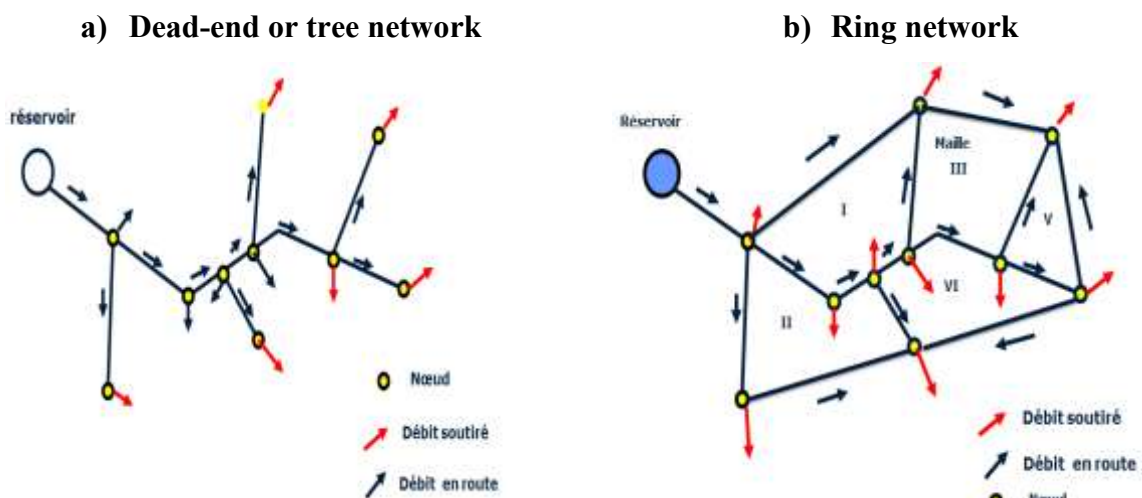 a) Dead-end or tree network
b) Ring network
réservoir
Nœud
Débit soutiré
Débit en route
Réservoir
Maille
III
I
V
VI
II
Débit soutiré
Débit en route